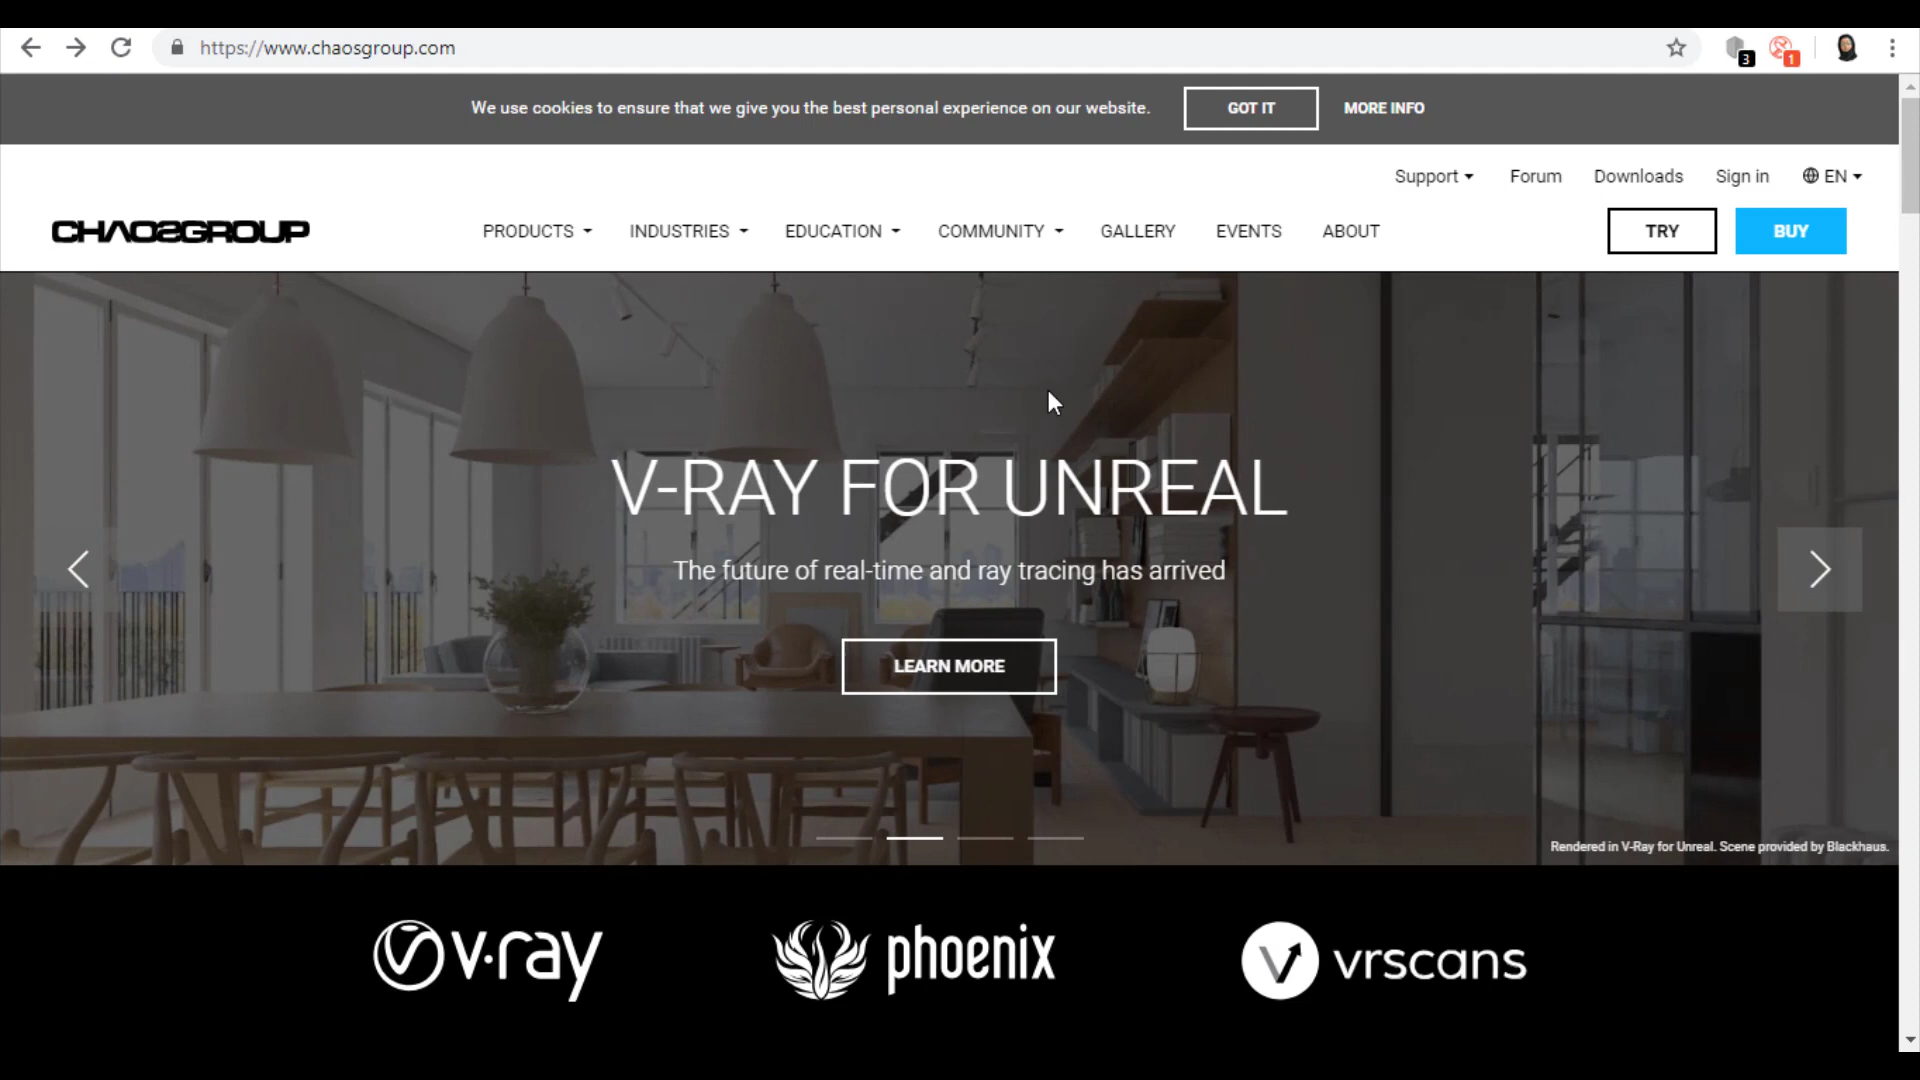 https://www.chaosgroup.com
3
1
We use cookies to ensure that we give you the best personal experience on our website.
GOT IT
MORE INFO
Support
Forum
Downloads
Sign in
EN
CHAOSGROUP
PRODUCTS
INDUSTRIES
EDUCATION
COMMUNITY
GALLERY
EVENTS
ABOUT
TRY
BUY
V-RAY FOR UNREAL
The future of real-time and ray tracing has arrived
LEARN MORE
Rendered in V-Ray for Unreal. Scene provided by Blackhaus.
v·ray
phoenix
vrscans